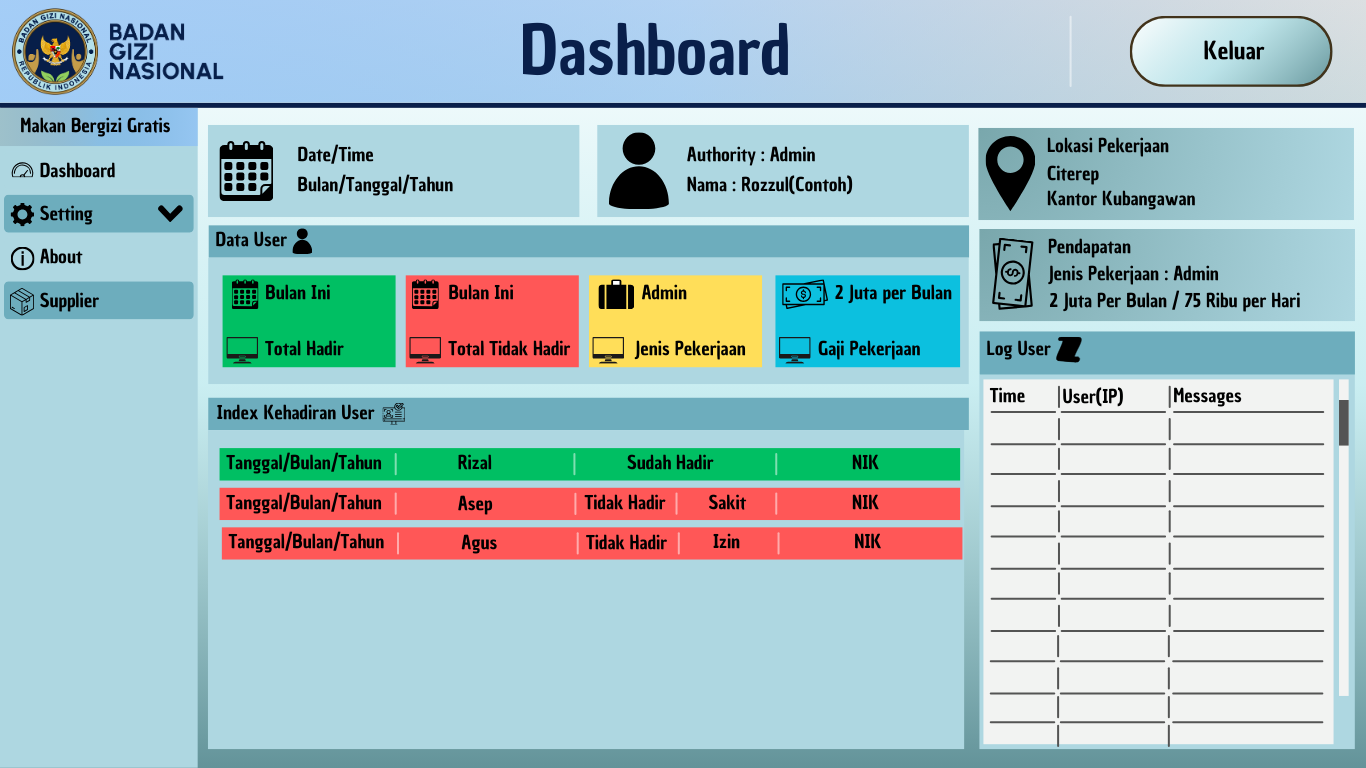 BADAN GIZI NASIONAL
REPUBLIK INDONESIA
BADAN
GIZI
NASIONAL
Dashboard
Keluar
Makan Bergizi Gratis
Dashboard
Setting
About
Supplier
Date/Time
Bulan/Tanggal/Tahun
Authority : Admin
Nama : Rozzul(Contoh)
Lokasi Pekerjaan
Citerep
Kantor Kubangawan
Data User
Bulan Ini
Total Hadir
Bulan Ini
Total Tidak Hadir
Admin
Jenis Pekerjaan
2 Juta per Bulan
Gaji Pekerjaan
Pendapatan
Jenis Pekerjaan : Admin
2 Juta Per Bulan / 75 Ribu per Hari
Index Kehadiran User
Tanggal/Bulan/Tahun | Rizal | Sudah Hadir | NIK
Tanggal/Bulan/Tahun | Asep | Tidak Hadir | Sakit | NIK
Tanggal/Bulan/Tahun | Agus | Tidak Hadir | Izin | NIK
Log User
Time |User(IP) |Messages